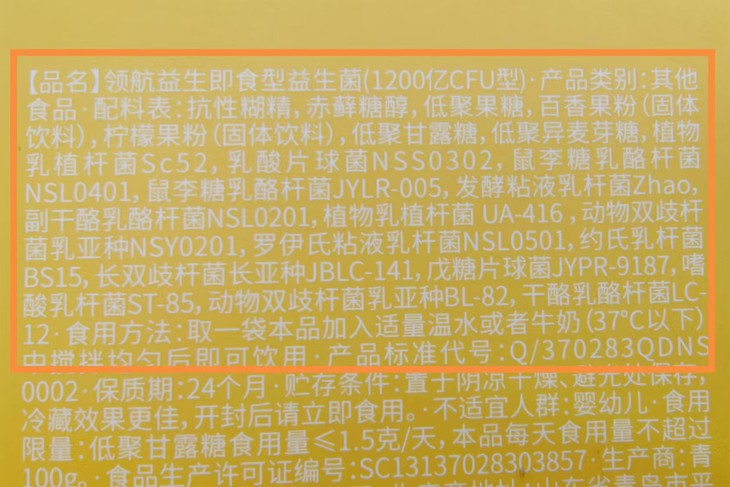 【品名】领航益生即食型益生菌(1200亿CFU型)·产品类别:其他
食品·配料表:抗性糊精,赤藓糖醇,低聚果糖,百香果粉(固体
饮料),柠檬果粉(固体饮料),低聚甘露糖,低聚异麦芽糖,植物
乳植杆菌Sc52,乳酸片球菌NSS0302,鼠李糖乳酪杆菌
NSL0401,鼠李糖乳酪杆菌JYLR-005,发酵粘液乳杆菌Zhao,
副干酪乳酪杆菌NSL0201,植物乳植杆菌 UA-416,动物双歧杆
菌乳亚种NSY0201,罗伊氏粘液乳杆菌NSL0501,约氏乳杆菌
BS15,长双歧杆菌长亚种JBLC-141,戊糖片球菌JYPR-9187,嗜
酸乳杆菌ST-85,动物双歧杆菌乳亚种BL-82,干酪乳酪杆菌LC-
12·食用方法:取一袋本品加入适量温水或者牛奶(37℃以下)
中搅拌均匀后即可饮用·产品标准代号:Q/370283QDNS
0002·保质期:24个月·贮存条件:置于阴凉干燥、避光处保存,
冷藏效果更佳,开封后请立即食用。·不适宜人群:婴幼儿·食用
限量:低聚甘露糖食用量≤1.5克/天,本品每天食用量不超过
100g。·食品生产许可证编号:SC13137028303857·生产商:青